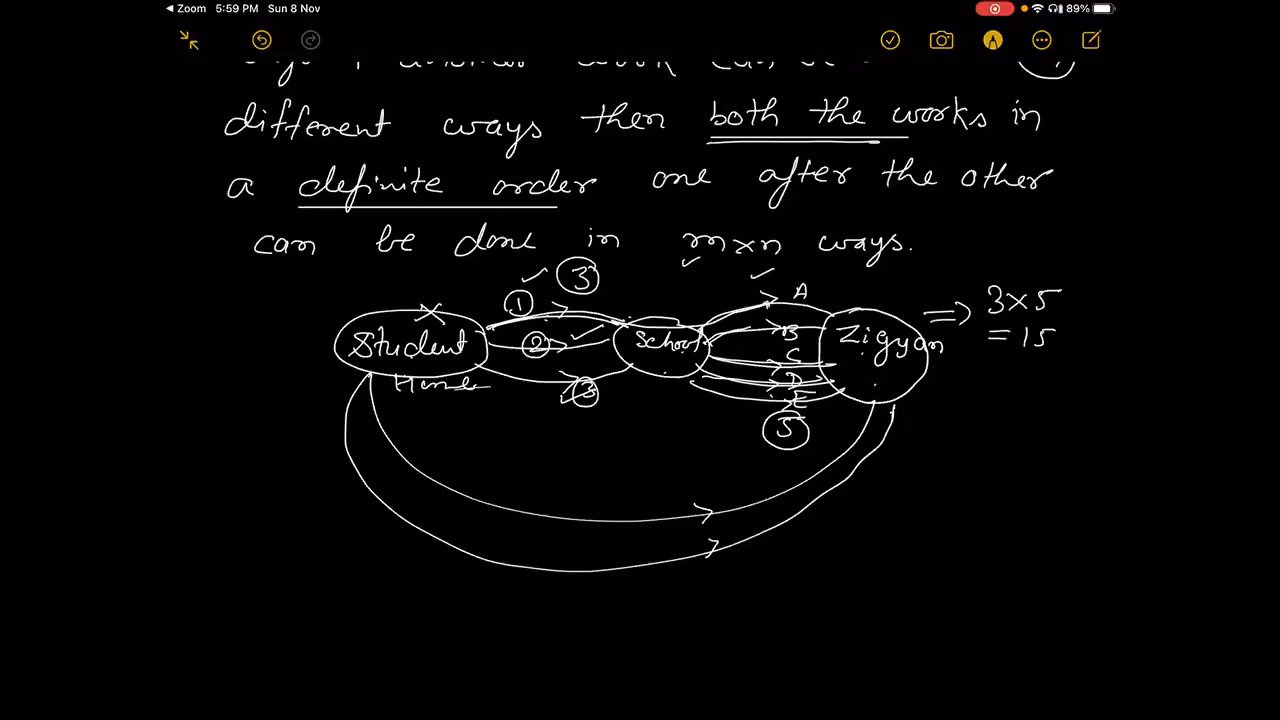 Zoom 5:59 PM Sun 8 Nov 89%
different ways then both the works in
a definite order one after the other
can be done in m×n ways.
3
1 A
Student Home 2 School B Zigyan => 3×5
C = 15
3 D
E
5